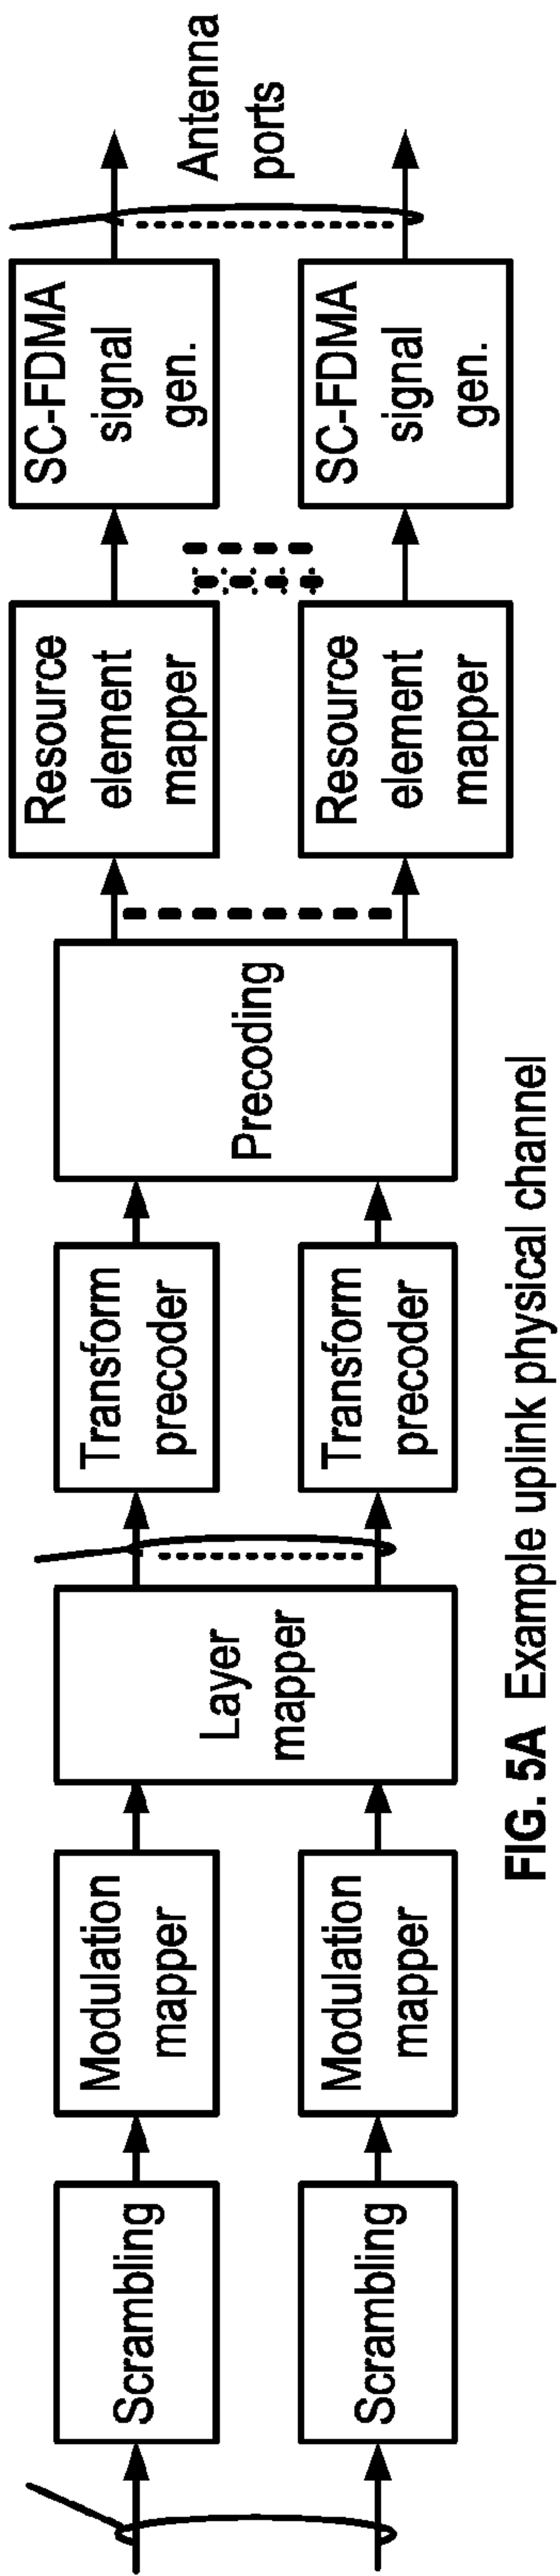 Scrambling
Scrambling
Modulation
mapper
Modulation
mapper
Layer
mapper
Transform
precoder
Transform
precoder
Precoding
Resource
element
mapper
Resource
element
mapper
SC-FDMA
signal
gen.
SC-FDMA
signal
gen.
Antenna
ports
FIG. 5A Example uplink physical channel